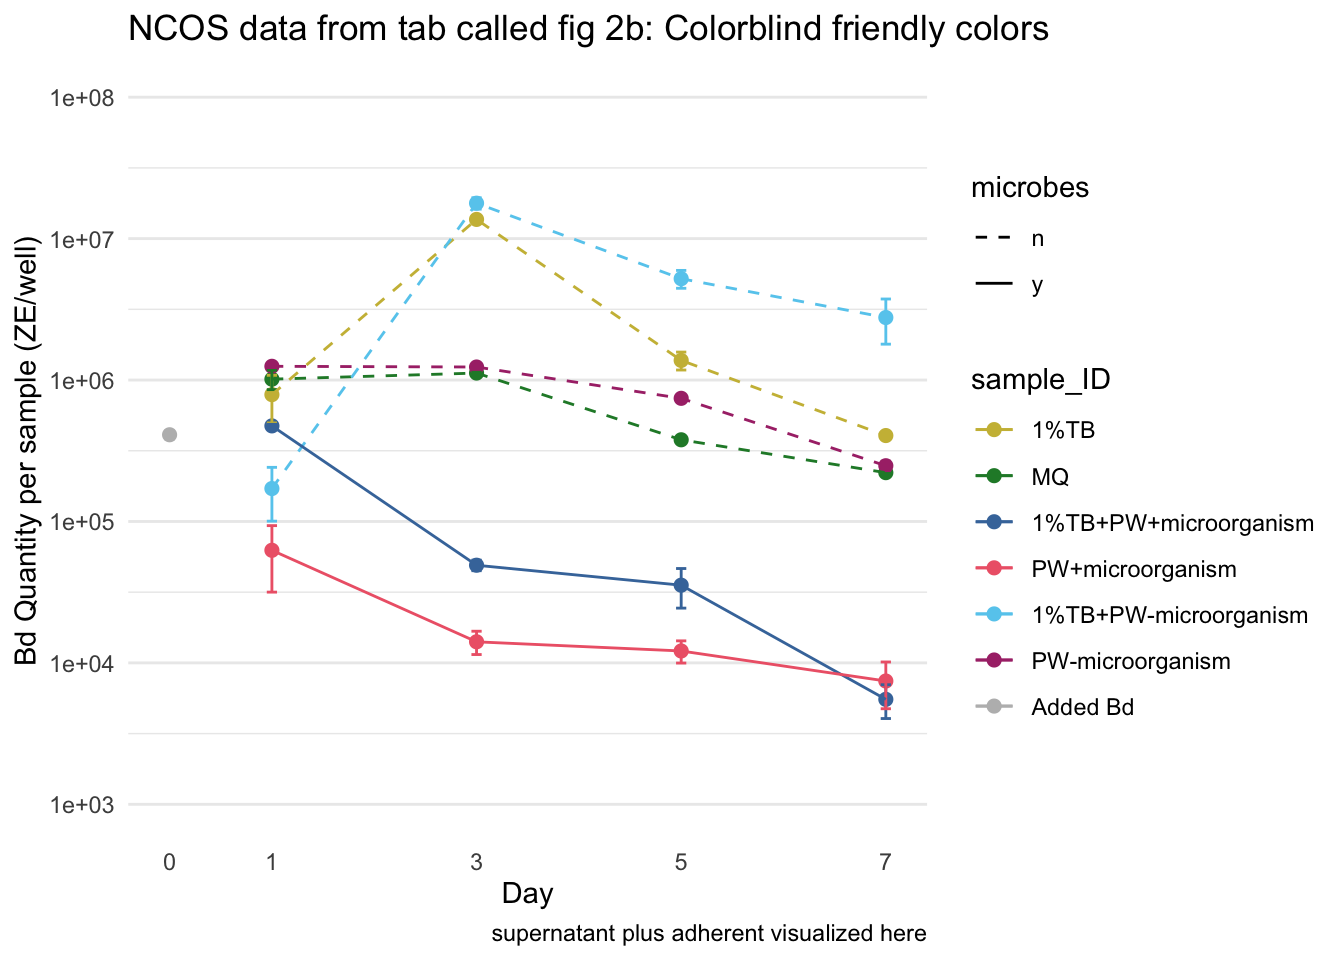 NCOS data from tab called fig 2b: Colorblind friendly colors
Bd Quantity per sample (ZE/well)
1e+08
1e+07
1e+06
1e+05
1e+04
1e+03
0 1 3 5 7
Day
supernatant plus adherent visualized here
microbes
n
y
sample_ID
1%TB
MQ
1%TB+PW+microorganism
PW+microorganism
1%TB+PW-microorganism
PW-microorganism
Added Bd